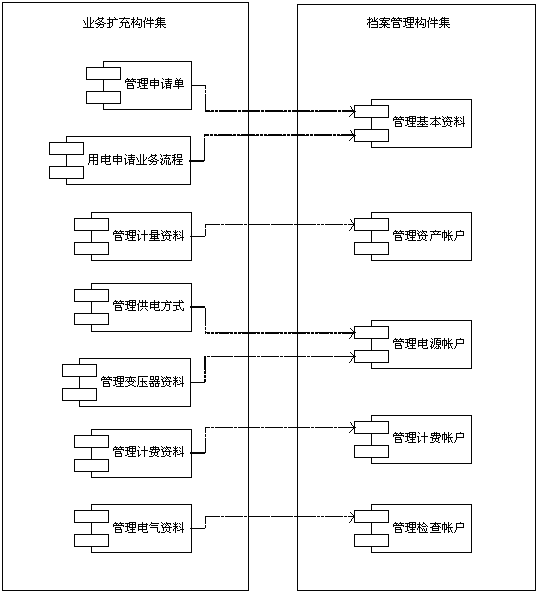 业务扩充构件集
档案管理构件集
管理申请单
管理基本资料
用电申请业务流程
管理计量资料
管理资产帐户
管理供电方式
管理电源帐户
管理变压器资料
管理计费资料
管理计费帐户
管理电气资料
管理检查帐户